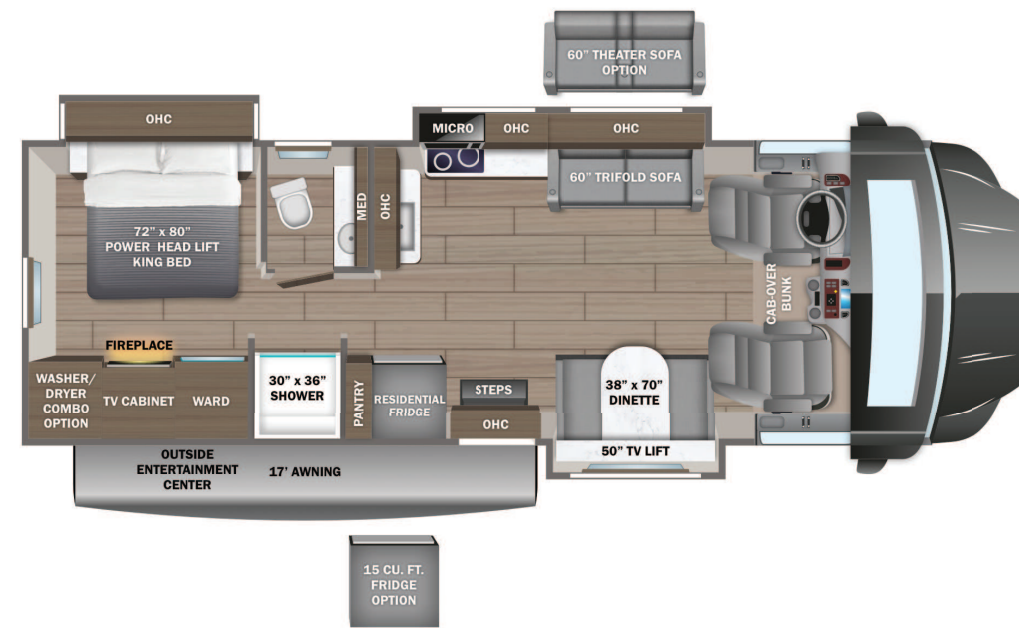 60" THEATER SOFA
OPTION
OHC
MICRO
OHC
OHC
60" TRIFOLD SOFA
MED
OHC
72" x 80"
POWER HEAD LIFT
KING BED
CAB-OVER
BUNK
FIREPLACE
WASHER/
DRYER
COMBO
OPTION
TV CABINET
WARD
30" x 36"
SHOWER
PANTRY
RESIDENTIAL
FRIDGE
STEPS
OHC
38" x 70"
DINETTE
50" TV LIFT
OUTSIDE
ENTERTAINMENT
CENTER
17' AWNING
15 CU. FT.
FRIDGE
OPTION